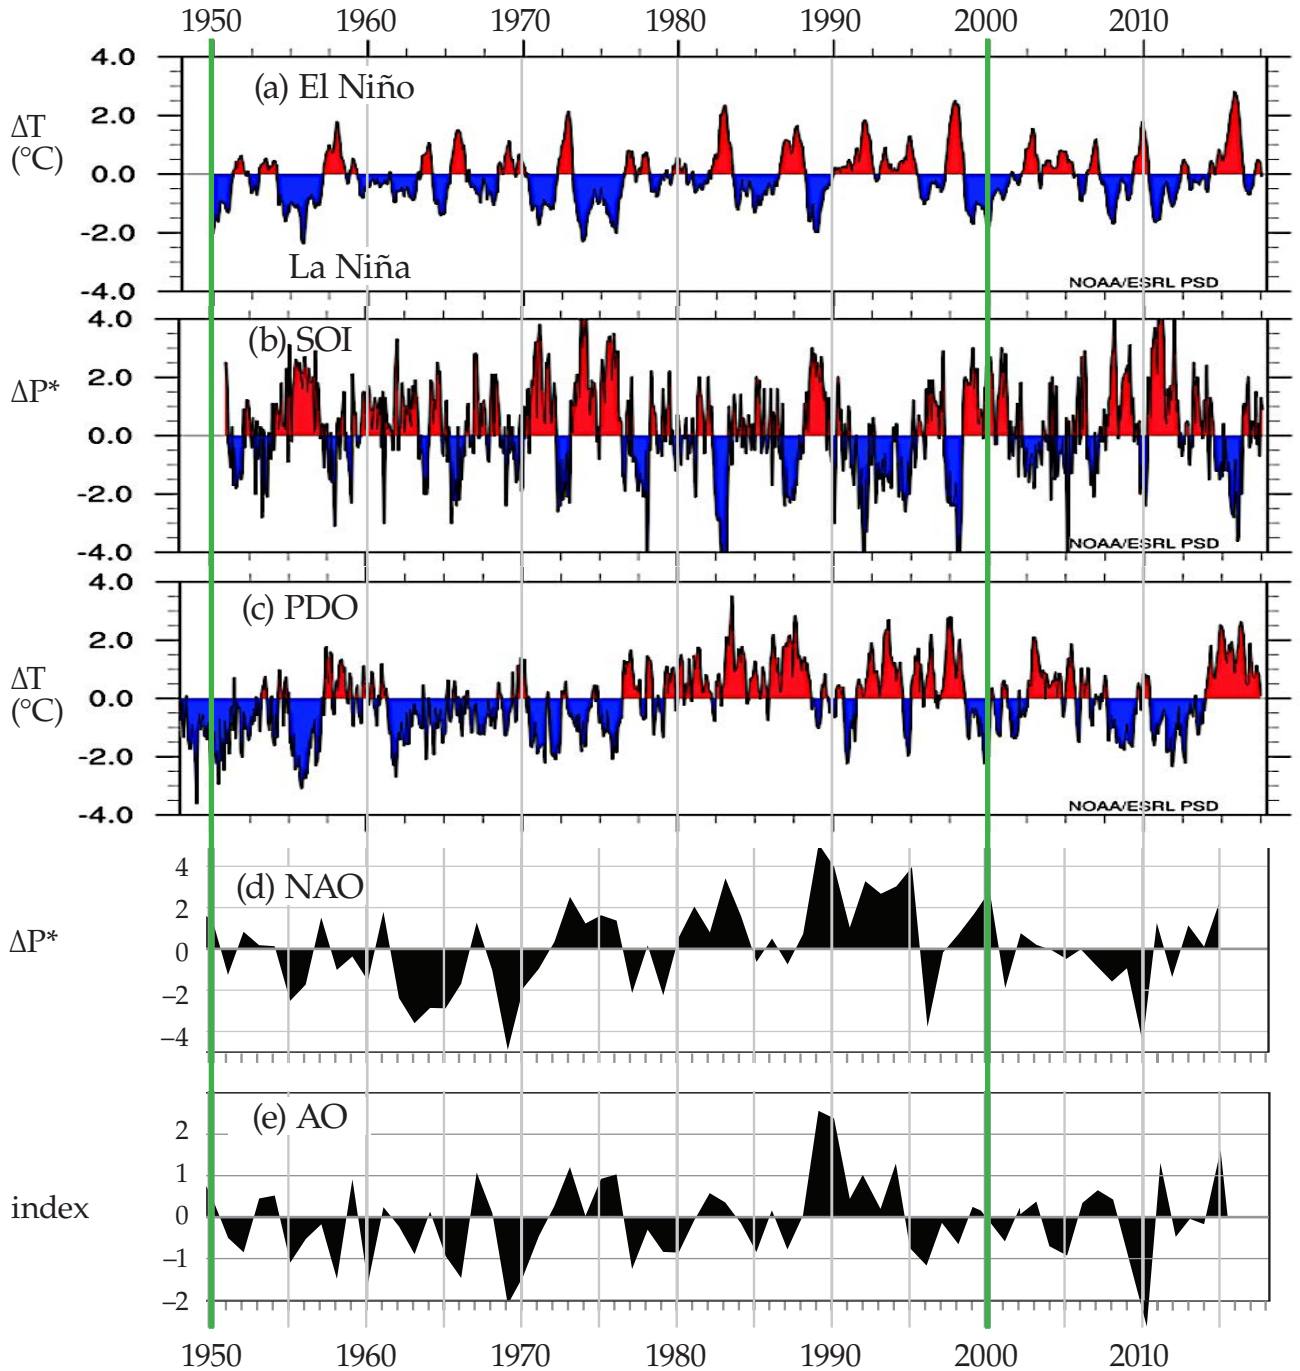 1950 1960 1970 1980 1990 2000 2010
4.0
(a) El Niño
ΔT
(°C)
2.0
0.0
-2.0
La Niña
-4.0
NOAA/ESRL PSD
4.0
(b) SOI
ΔP*
2.0
0.0
-2.0
-4.0
NOAA/ESRL PSD
4.0
(c) PDO
ΔT
(°C)
2.0
0.0
-2.0
-4.0
NOAA/ESRL PSD
(d) NAO
ΔP*
4
2
0
−2
−4
(e) AO
index
2
1
0
−1
−2
1950 1960 1970 1980 1990 2000 2010